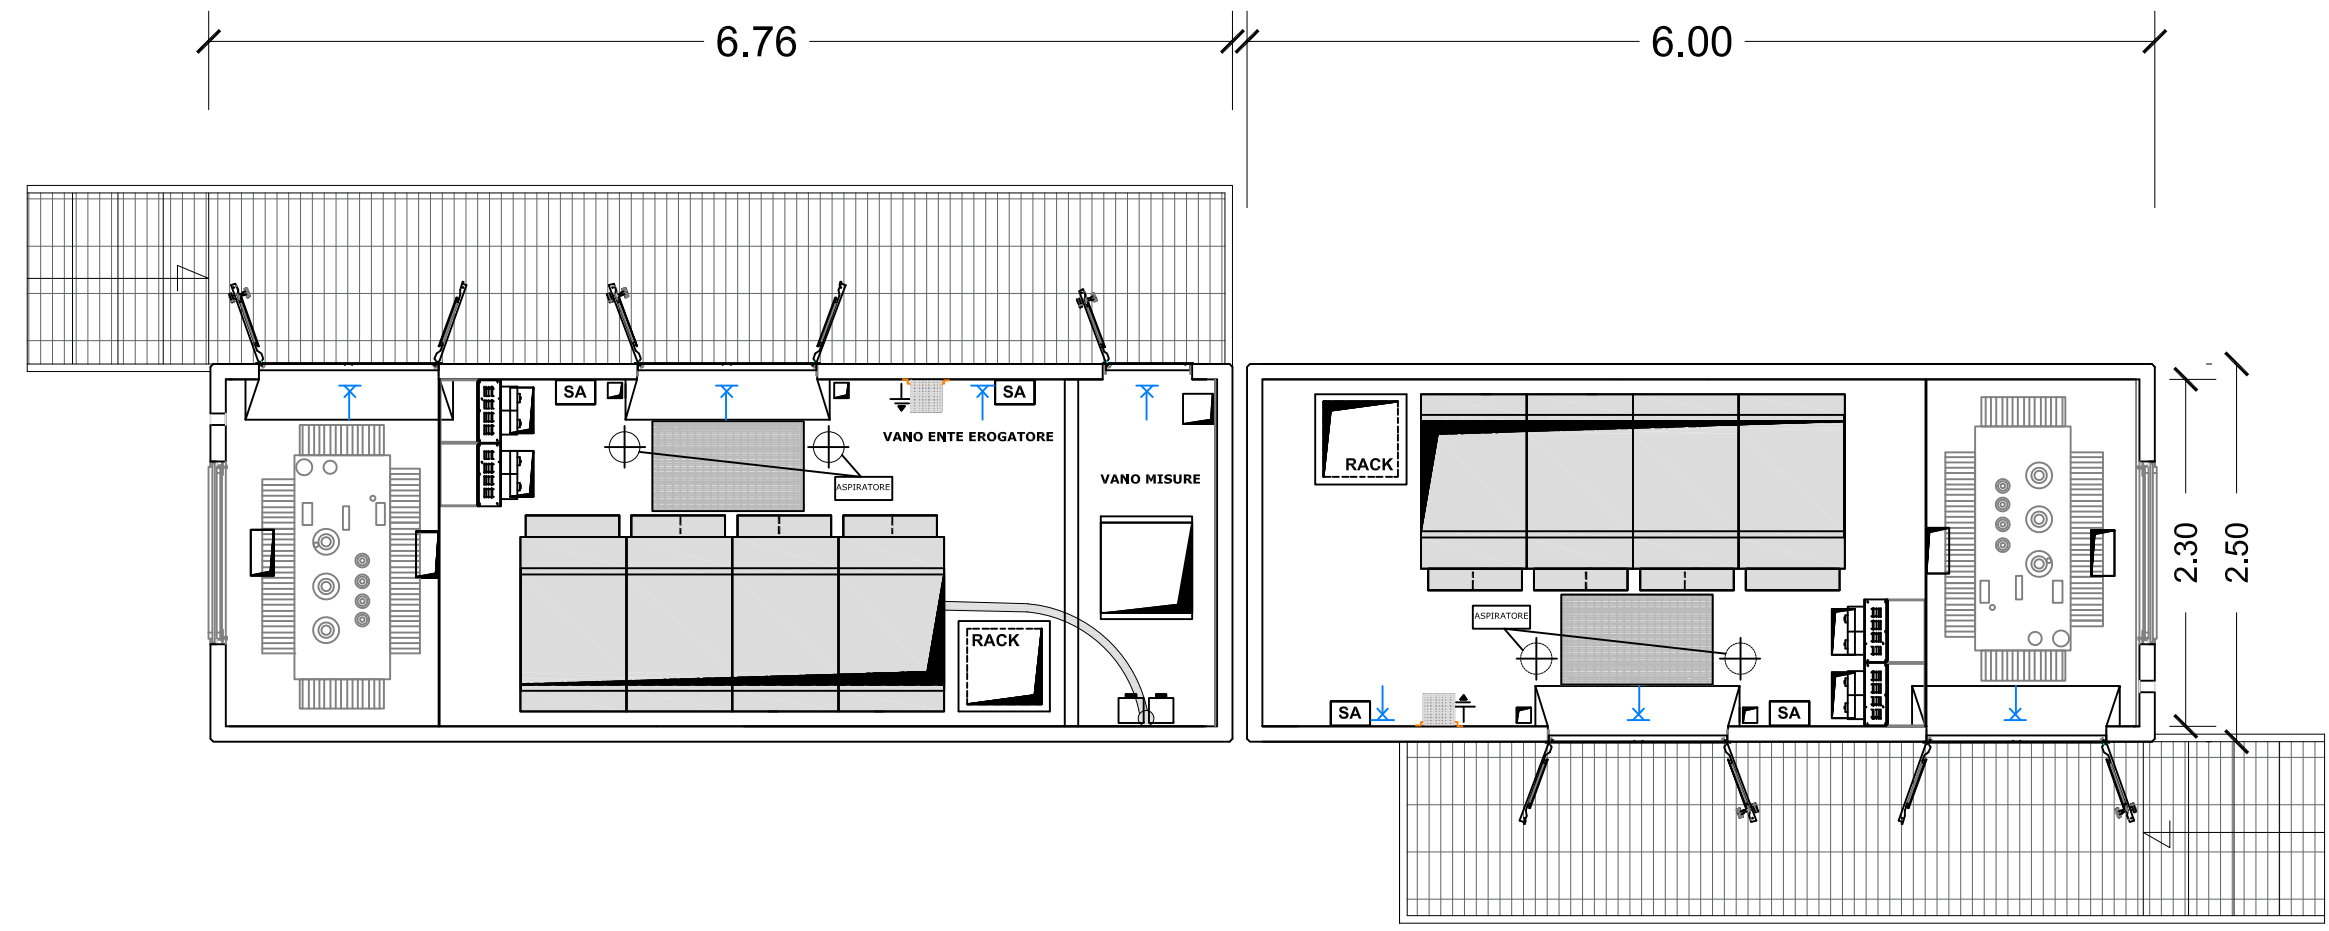 6.76
6.00
SA
SA
VANO ENTE EROGATORE
ASPIRATORE
VANO MISURE
RACK
RACK
ASPIRATORE
SA
SA
2.30
2.50